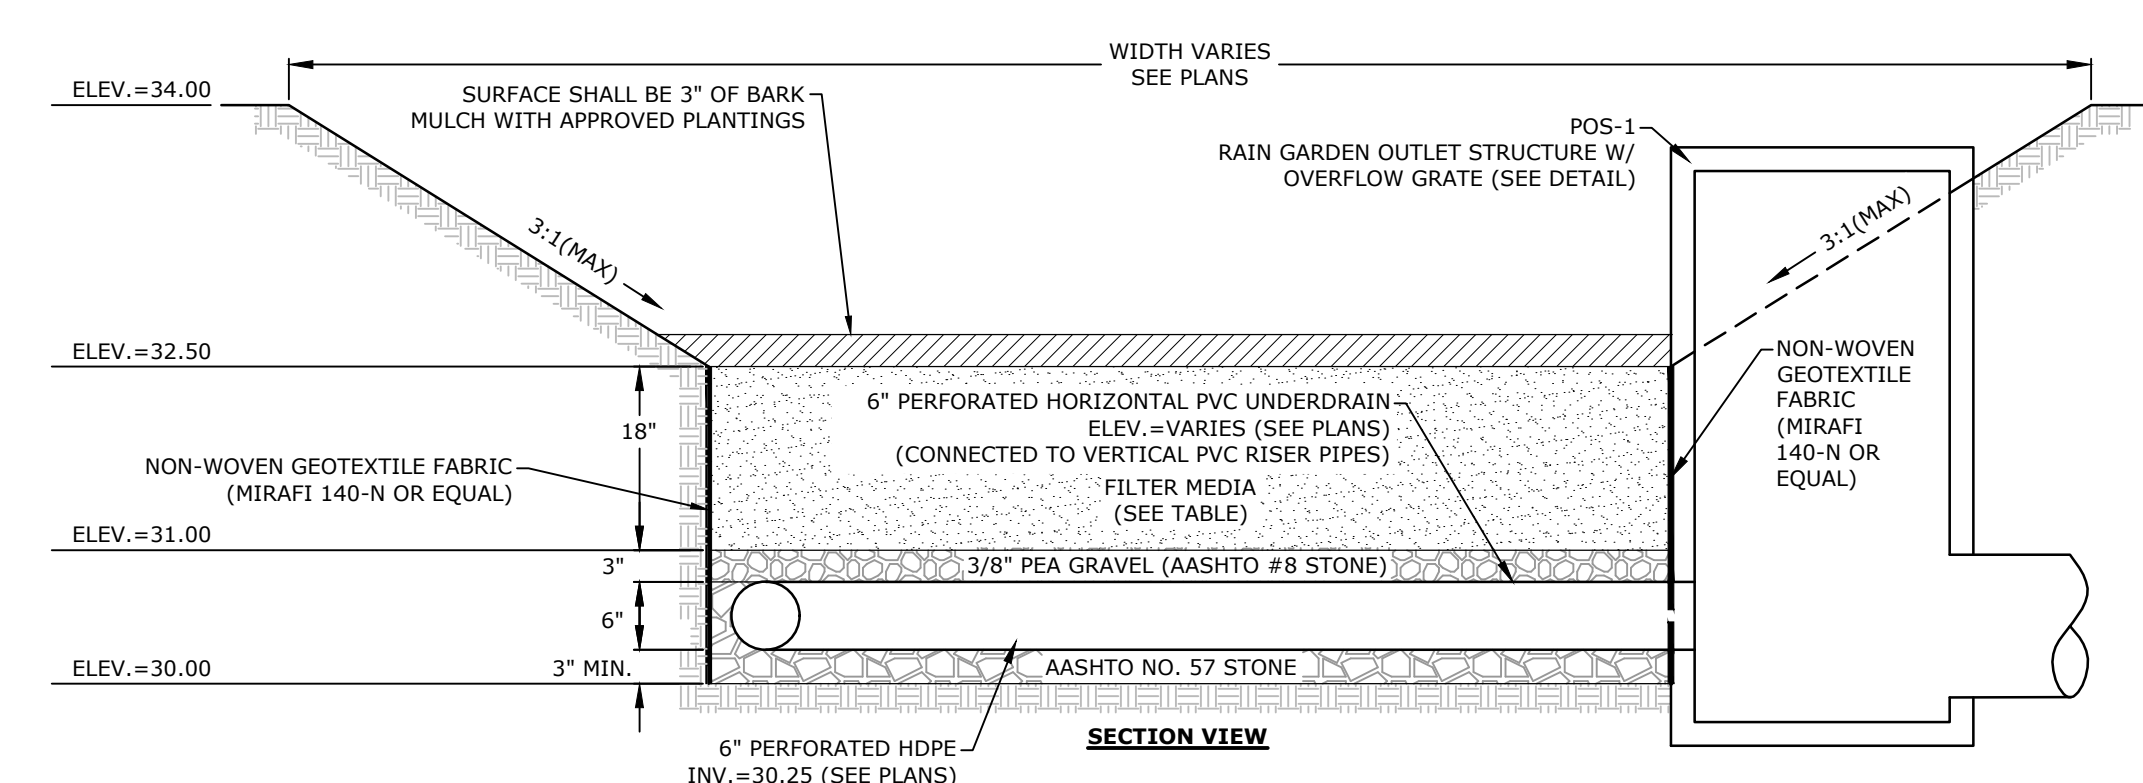 WIDTH VARIES
SEE PLANS
ELEV.=34.00
SURFACE SHALL BE 3" OF BARK
MULCH WITH APPROVED PLANTINGS
POS-1
RAIN GARDEN OUTLET STRUCTURE W/
OVERFLOW GRATE (SEE DETAIL)
3:1(MAX)
3:1(MAX)
ELEV.=32.50
NON-WOVEN
GEOTEXTILE
FABRIC
(MIRAFI
140-N OR
EQUAL)
6" PERFORATED HORIZONTAL PVC UNDERDRAIN
ELEV.=VARIES (SEE PLANS)
(CONNECTED TO VERTICAL PVC RISER PIPES)
18"
NON-WOVEN GEOTEXTILE FABRIC
(MIRAFI 140-N OR EQUAL)
FILTER MEDIA
(SEE TABLE)
ELEV.=31.00
3"
3/8" PEA GRAVEL (AASHTO #8 STONE)
6"
ELEV.=30.00
3" MIN.
AASHTO NO. 57 STONE
SECTION VIEW
6" PERFORATED HDPE
INV.=30.25 (SEE PLANS)